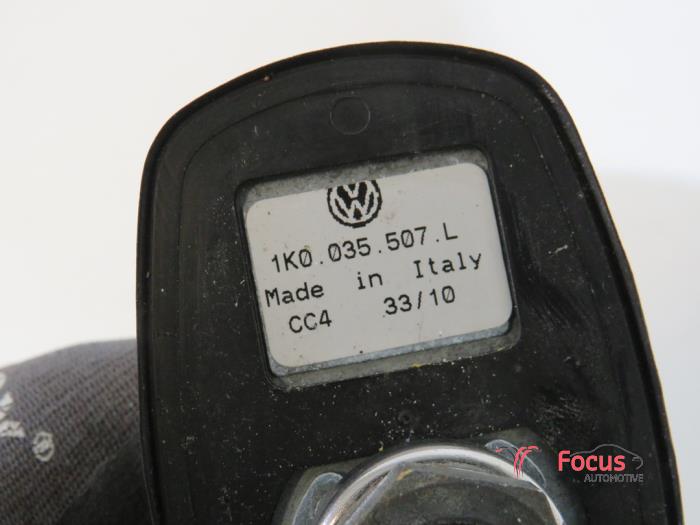 1K0.035.507.L
Made in Italy
CC4 33/10
Focus
AUTOMOTIVE